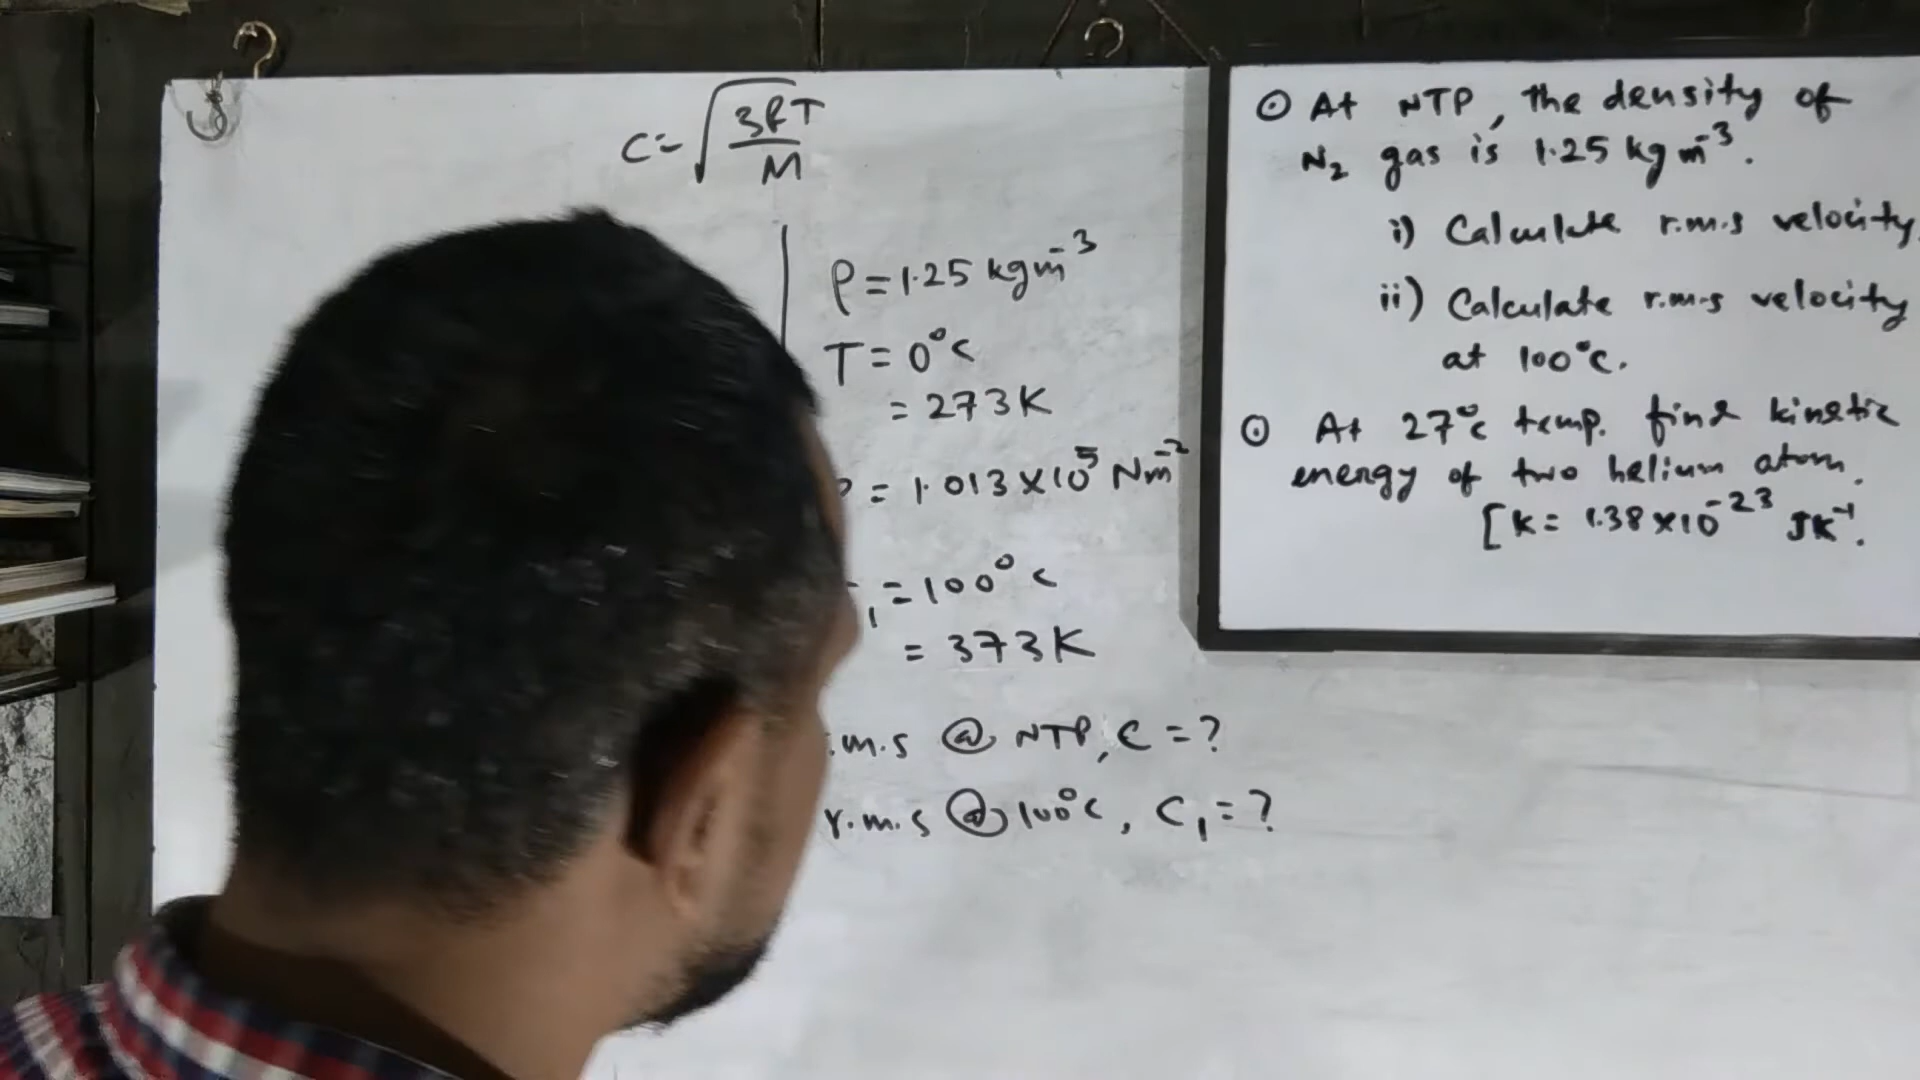 C = √3RT/M
ρ = 1.25 kgm⁻³
T = 0°C
= 273K
= 1.013 × 10⁵ Nm⁻²
₁ = 100°C
= 373K
.m.s @ NTP, C = ?
r.m.s @ 100°C, C₁ = ?
⊙ At NTP, the density of
N₂ gas is 1.25 kg m⁻³.
i) Calculate r.m.s velocity.
ii) Calculate r.m.s velocity
at 100°C.
⊙ At 27°C temp. find kinetic
energy of two helium atom.
[K = 1.38 × 10⁻²³ JK⁻¹.